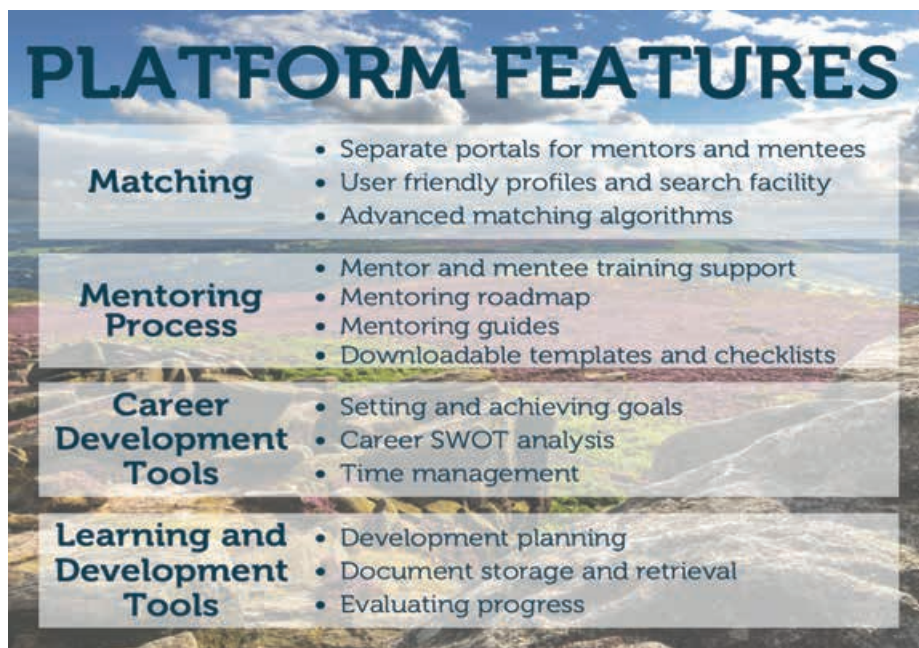 PLATFORM FEATURES
Matching
• Separate portals for mentors and mentees
• User friendly profiles and search facility
• Advanced matching algorithms
Mentoring
Process
• Mentor and mentee training support
• Mentoring roadmap
• Mentoring guides
• Downloadable templates and checklists
Career
Development
Tools
• Setting and achieving goals
• Career SWOT analysis
• Time management
Learning and
Development
Tools
• Development planning
• Document storage and retrieval
• Evaluating progress